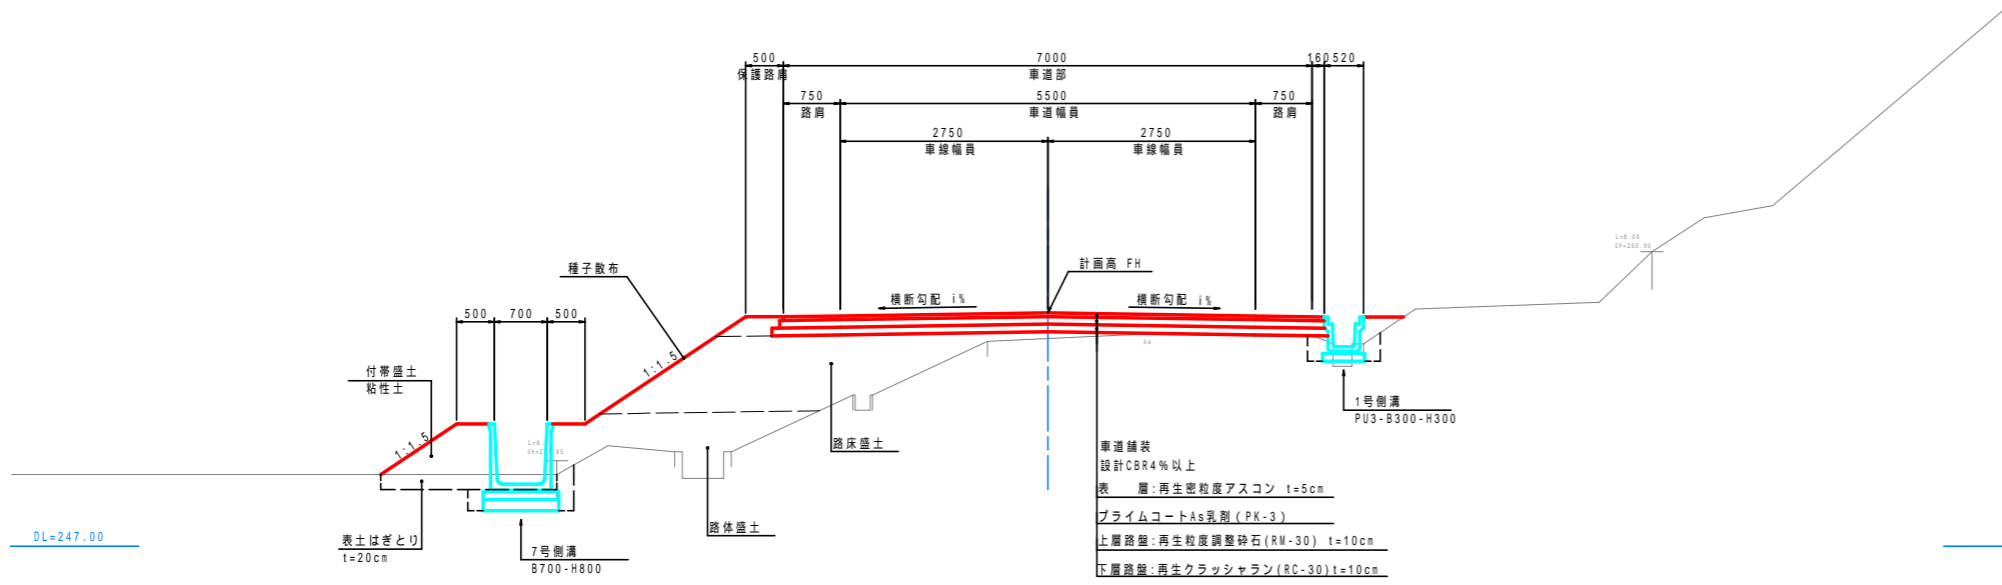 500
7000
160
520
保護路肩
車道部
750
5500
750
路肩
車道幅員
路肩
2750
2750
車線幅員
車線幅員
L=8.00
種子散布
計画高 FH
横断勾配 i%
横断勾配 i%
500
700
500
As
1:1.5
付帯盛土
粘性土
1:1.5
1号側溝
PU3-B300-H300
路床盛土
車道舗装
設計CBR4%以上
表 層:再生密粒度アスコン t=5cm
プライムコートAs乳剤(PK-3)
路体盛土
DL=247.00
表土はぎとり
t=20cm
上層路盤:再生粒度調整砕石(RM-30) t=10cm
7号側溝
B700-H800
下層路盤:再生クラッシャラン(RC-30)t=10cm